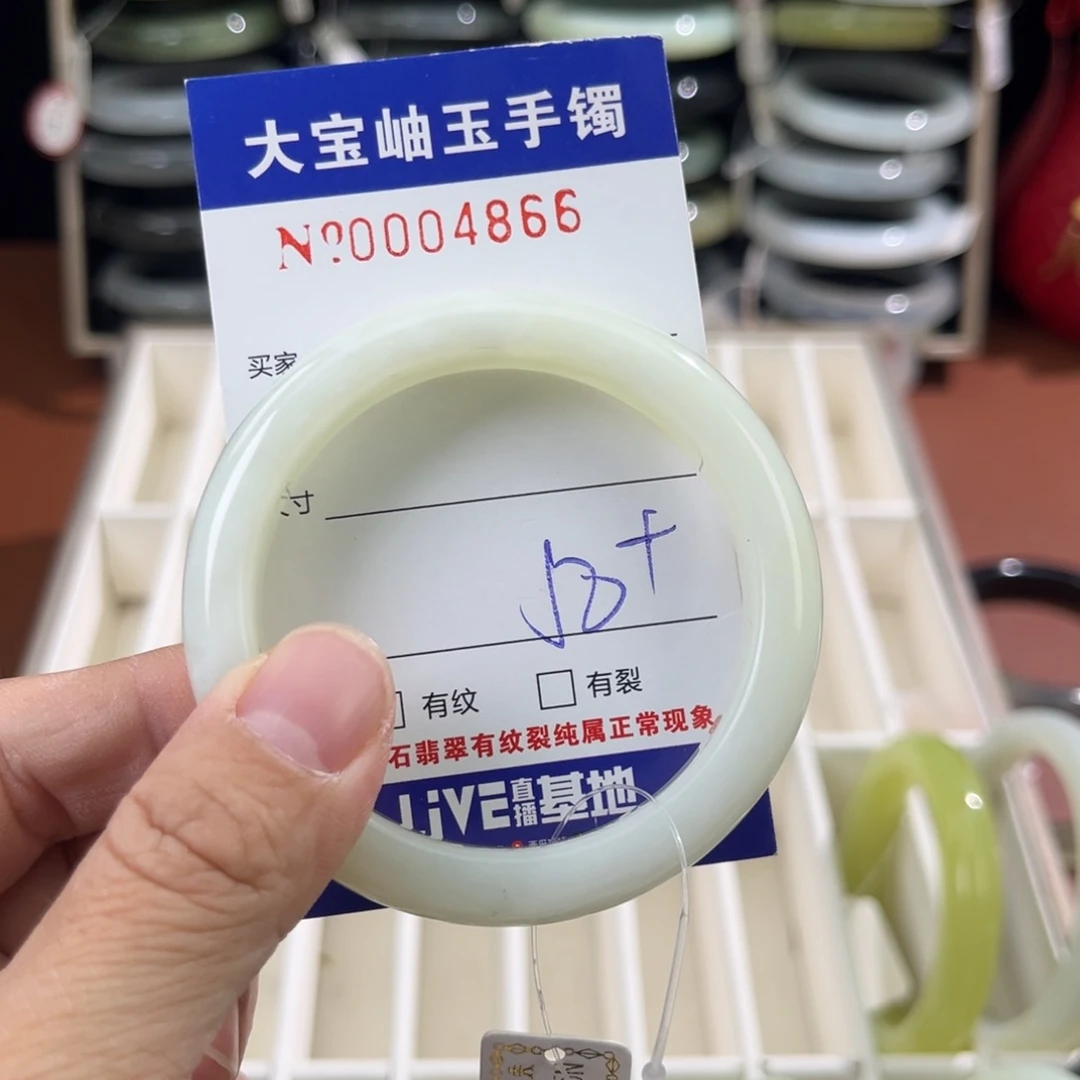 大宝岫玉手镯
№0004866
买家
寸
58+
□ 有纹 □ 有裂
石翡翠有纹裂纯属正常现象
LiVE直播基地